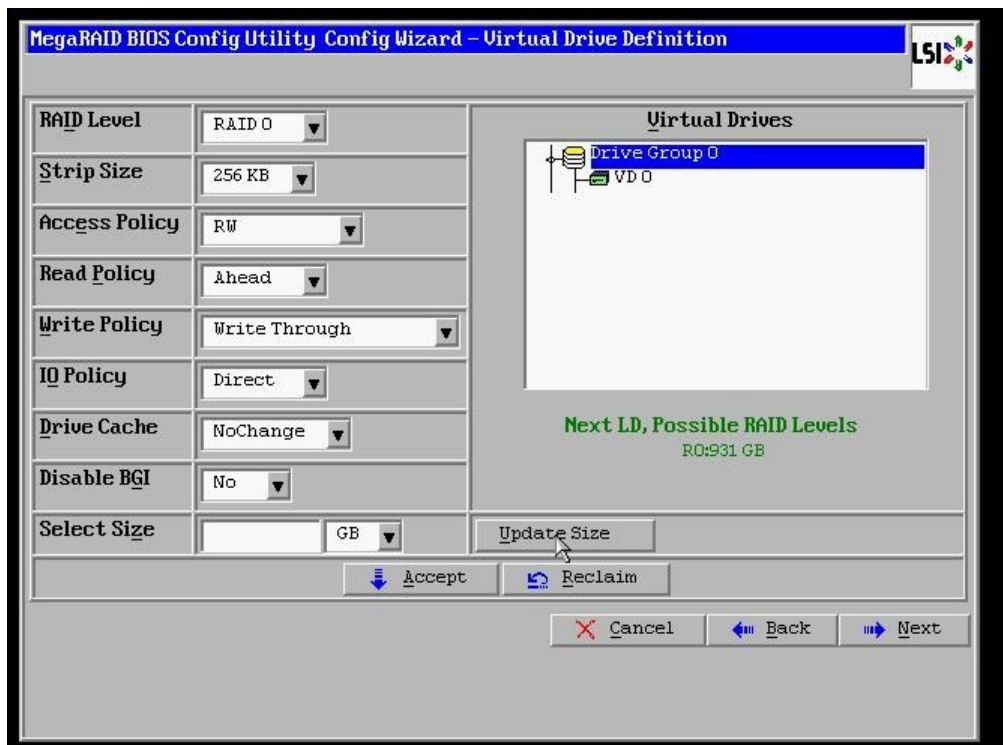 MegaRAID BIOS Config Utility Config Wizard – Virtual Drive Definition
LSI
RAID Level
RAID 0
Strip Size
256 KB
Access Policy
RW
Read Policy
Ahead
Write Policy
Write Through
IO Policy
Direct
Drive Cache
NoChange
Disable BGI
No
Select Size
GB
Update Size
Virtual Drives
Drive Group 0
VD 0
Next LD, Possible RAID Levels
R0:931 GB
Accept
Reclaim
Cancel
Back
Next